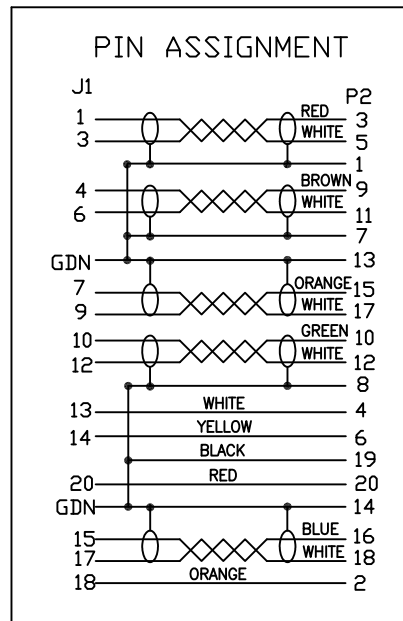 PIN ASSIGNMENT
J1 P2
1 RED 3
3 WHITE 5
1
4 BROWN 9
6 WHITE 11
7
GDN 13
7 ORANGE 15
9 WHITE 17
10 GREEN 10
12 WHITE 12
8
13 WHITE 4
14 YELLOW 6
BLACK 19
20 RED 20
GDN 14
15 BLUE 16
17 WHITE 18
18 ORANGE 2